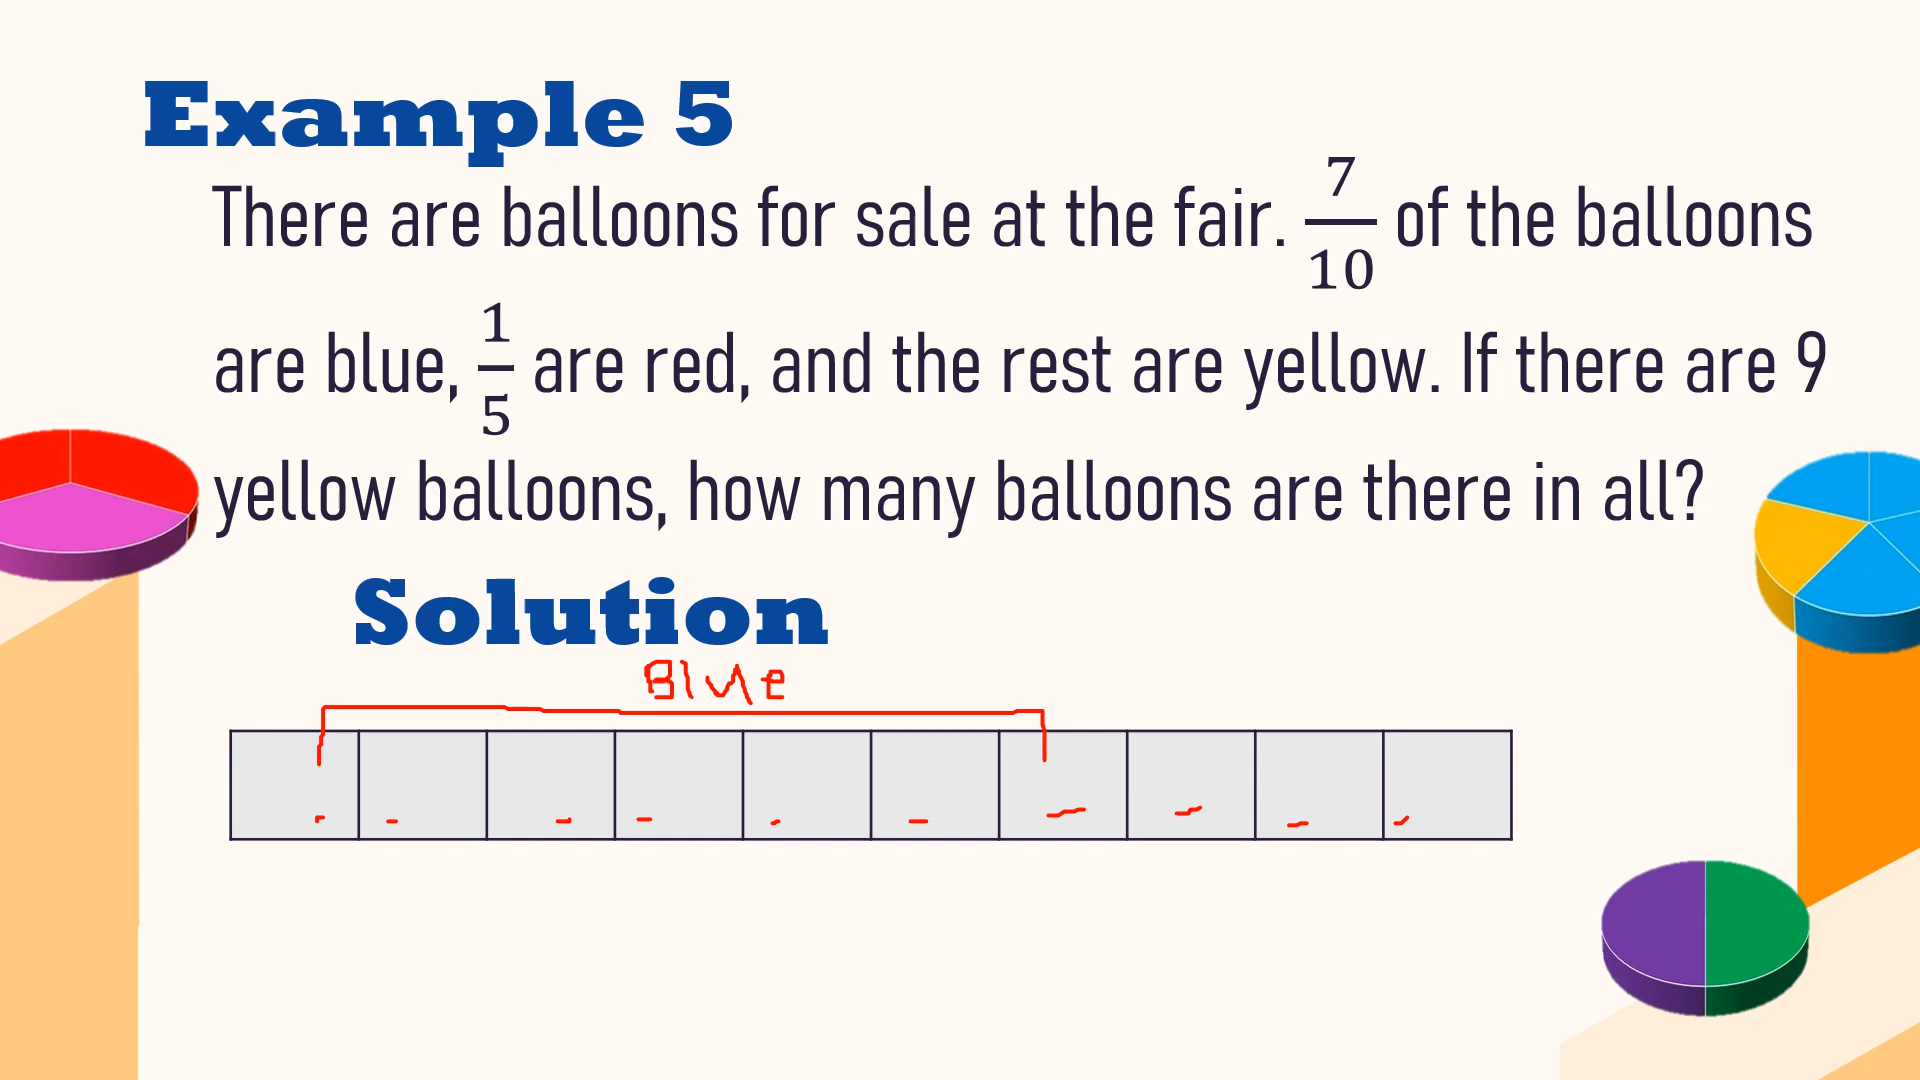 Example 5
There are balloons for sale at the fair. 7/10 of the balloons
are blue, 1/5 are red, and the rest are yellow. If there are 9
yellow balloons, how many balloons are there in all?
Solution
Blue